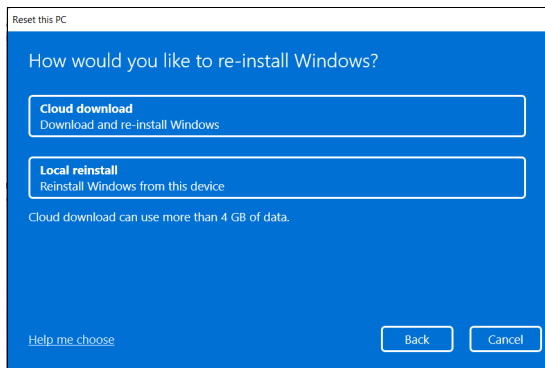 Reset this PC
How would you like to re-install Windows?
Cloud download
Download and re-install Windows
Local reinstall
Reinstall Windows from this device
Cloud download can use more than 4 GB of data.
Help me choose
Back
Cancel